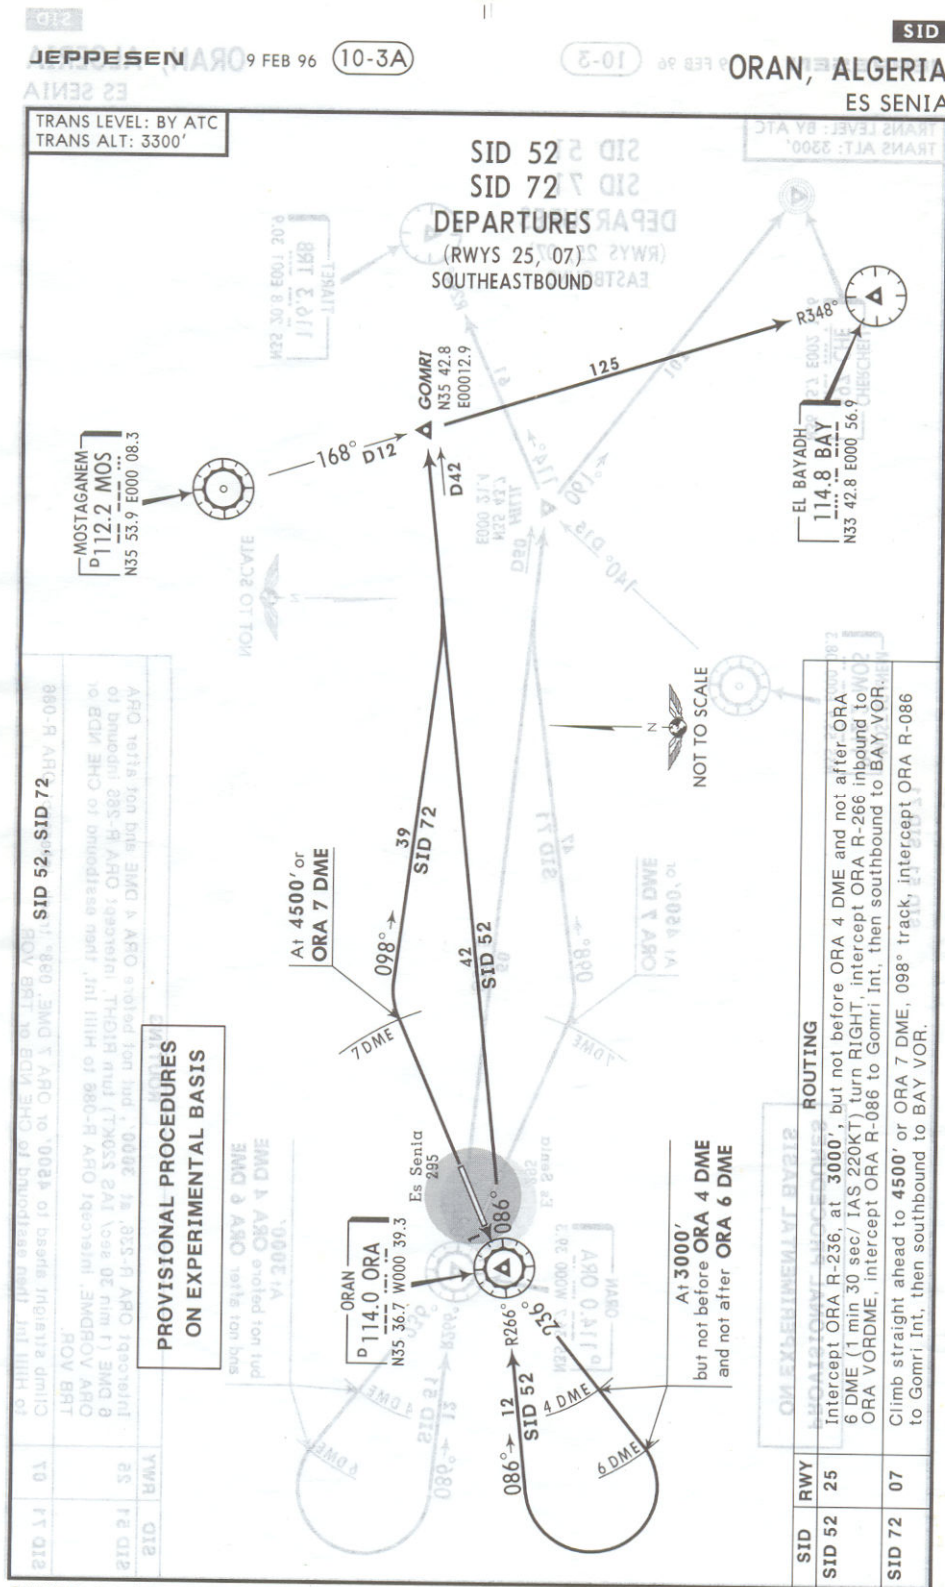 SID
JEPPESEN 9 FEB 96 10-3A ORAN, ALGERIA
ES SENIA
TRANS LEVEL: BY ATC
TRANS ALT: 3300'
SID 52
SID 72
DEPARTURES
(RWYS 25, 07)
SOUTHEASTBOUND
R348°
125
EL BAYADH
114.8 BAY
N33 42.8 E000 56.9
GOMRI
N35 42.8
E00012.9
168°
D12
D42
MOSTAGANEM
D 112.2 MOS
N35 53.9 E000 08.3
N
NOT TO SCALE
39
SID 72
42
SID 52
098°
At 4500' or
ORA 7 DME
7 DME
PROVISIONAL PROCEDURES
ON EXPERIMENTAL BASIS
Es Senia
295
086°
ORAN
D 114.0 ORA
N35 36.7 W000 39.3
R266°
236°
At 3000'
but not before ORA 4 DME
and not after ORA 6 DME
4 DME
6 DME
086°
12
SID 52
SID 52, SID 72
SID RWY ROUTING
SID 52 25 Intercept ORA R-236, at 3000', but not before ORA 4 DME and not after ORA
6 DME (1 min 30 sec/ IAS 220KT) turn RIGHT, intercept ORA R-266 inbound to
ORA VORDME, intercept ORA R-086 to Gomri Int, then southbound to BAY VOR.
SID 72 07 Climb straight ahead to 4500' or ORA 7 DME, 098° track, intercept ORA R-086
to Gomri Int, then southbound to BAY VOR.